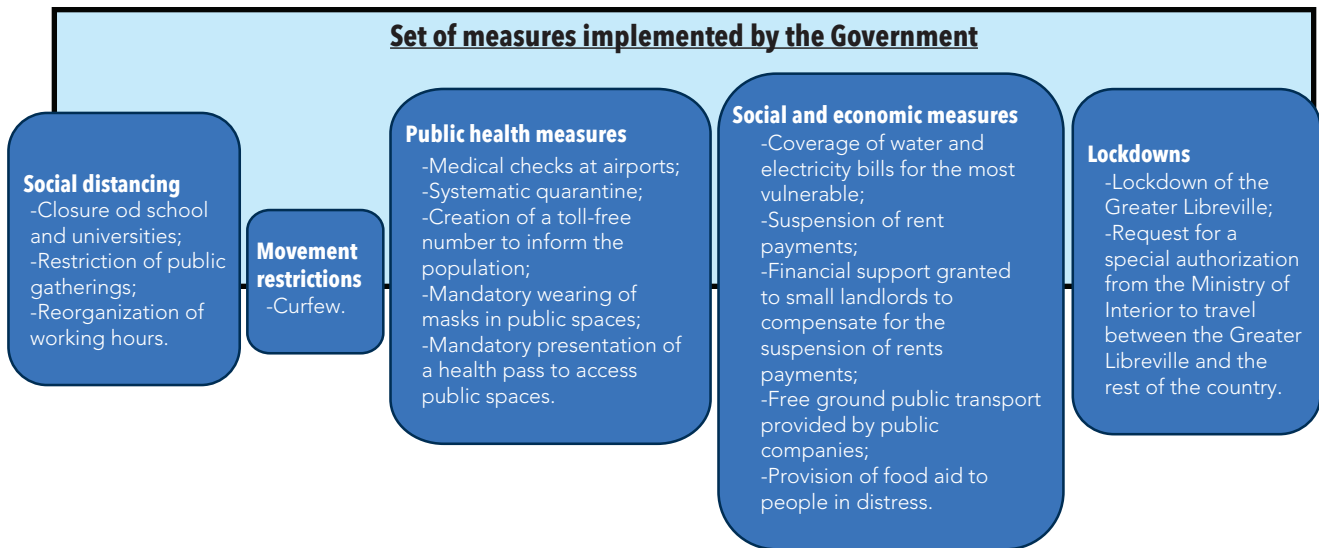 Set of measures implemented by the Government
Social distancing
-Closure od school
and universities;
-Restriction of public
gatherings;
-Reorganization of
working hours.
Movement
restrictions
-Curfew.
Public health measures
-Medical checks at airports;
-Systematic quarantine;
-Creation of a toll-free
number to inform the
population;
-Mandatory wearing of
masks in public spaces;
-Mandatory presentation of
a health pass to access
public spaces.
Social and economic measures
-Coverage of water and
electricity bills for the most
vulnerable;
-Suspension of rent
payments;
-Financial support granted
to small landlords to
compensate for the
suspension of rents
payments;
-Free ground public transport
provided by public
companies;
-Provision of food aid to
people in distress.
Lockdowns
-Lockdown of the
Greater Libreville;
-Request for a
special authorization
from the Ministry of
Interior to travel
between the Greater
Libreville and the
rest of the country.